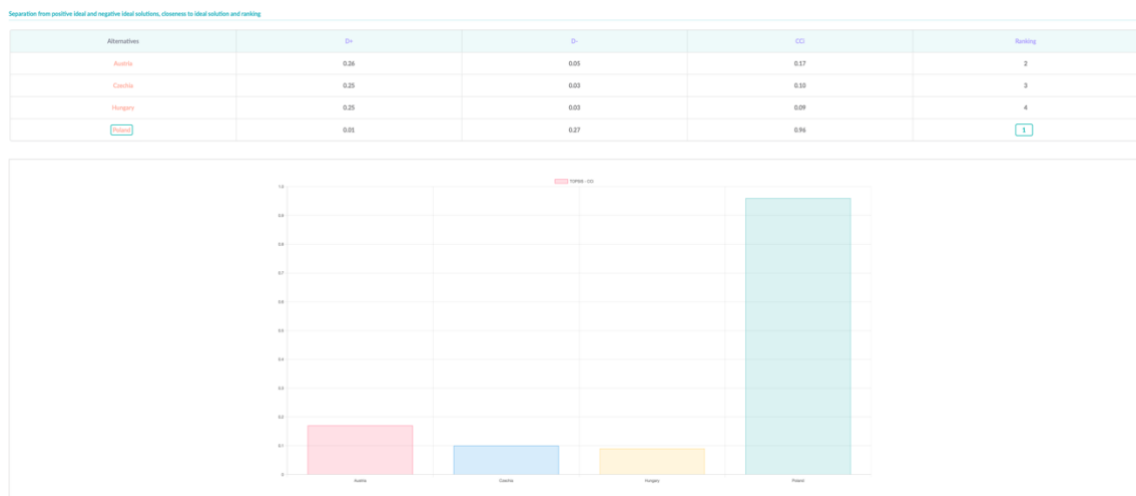 Separation from positive ideal and negative ideal solutions, closeness to ideal solution and ranking
Alternatives D+ D- CCi Ranking
Austria 0.26 0.05 0.17 2
Czechia 0.25 0.03 0.10 3
Hungary 0.25 0.03 0.09 4
Poland 0.01 0.27 0.96 1
TOPSIS - CCi
1.0
0.9
0.8
0.7
0.6
0.5
0.4
0.3
0.2
0.1
0
Austria Czechia Hungary Poland